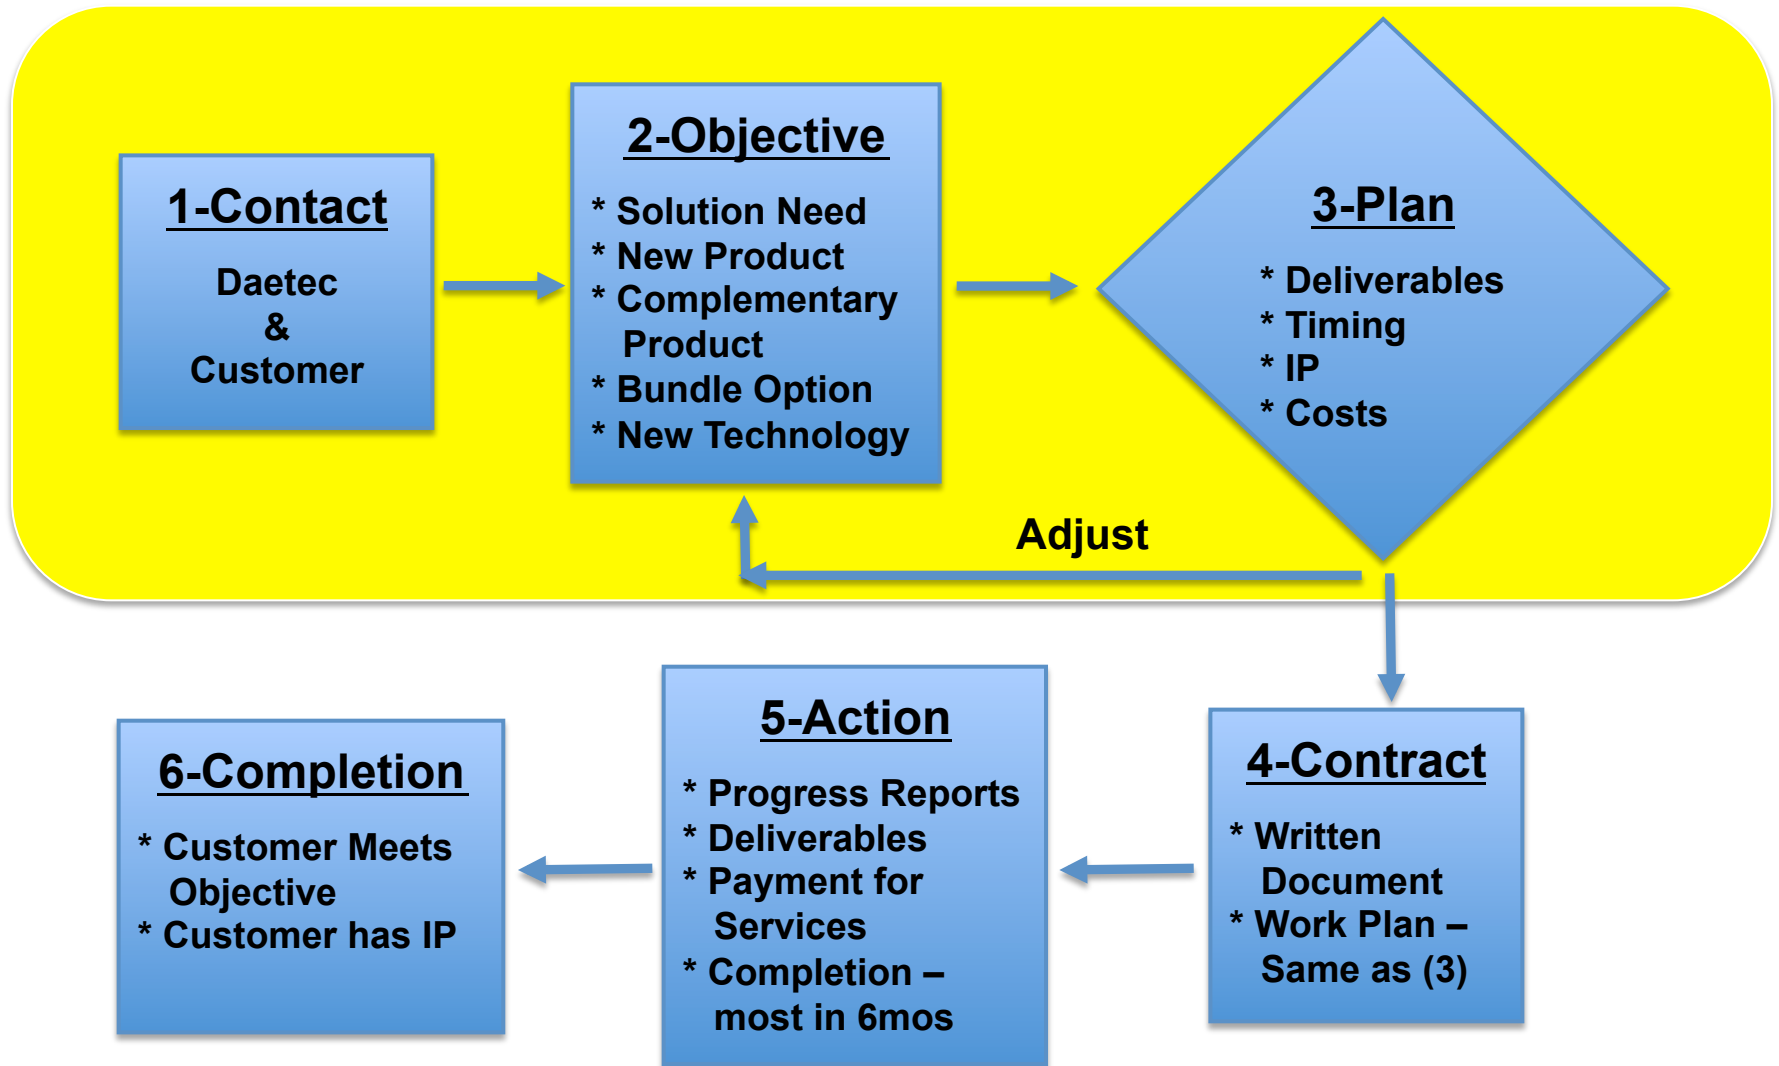 1-Contact
Daetec
&
Customer
2-Objective
* Solution Need
* New Product
* Complementary
Product
* Bundle Option
* New Technology
3-Plan
* Deliverables
* Timing
* IP
* Costs
Adjust
4-Contract
* Written
Document
* Work Plan –
Same as (3)
5-Action
* Progress Reports
* Deliverables
* Payment for
Services
* Completion –
most in 6mos
6-Completion
* Customer Meets
Objective
* Customer has IP